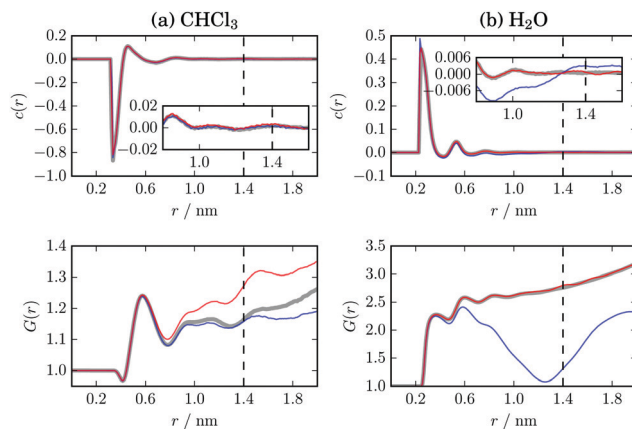 (a) CHCl₃
(b) H₂O
0.2
0.0
−0.2
−0.4
−0.6
−0.8
−1.0
c(r)
0.02
0.00
−0.02
1.0 1.4
0.2 0.6 1.0 1.4 1.8
r / nm
0.5
0.4
0.3
0.2
0.1
0.0
−0.1
c(r)
0.006
0.000
−0.006
1.0 1.4
0.2 0.6 1.0 1.4 1.8
r / nm
1.4
1.3
1.2
1.1
1.0
0.9
G(r)
0.2 0.6 1.0 1.4 1.8
r / nm
3.5
3.0
2.5
2.0
1.5
1.0
G(r)
0.2 0.6 1.0 1.4 1.8
r / nm